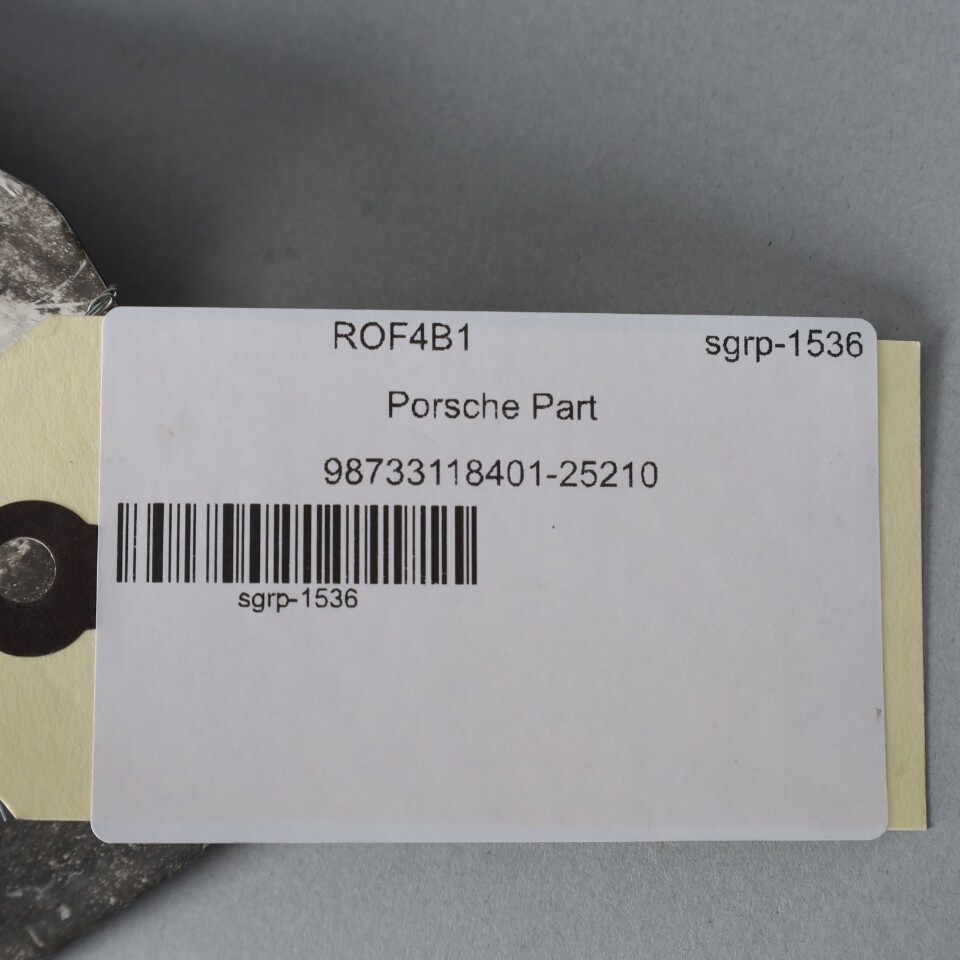 ROF4B1 sgrp-1536
Porsche Part
98733118401-25210
sgrp-1536